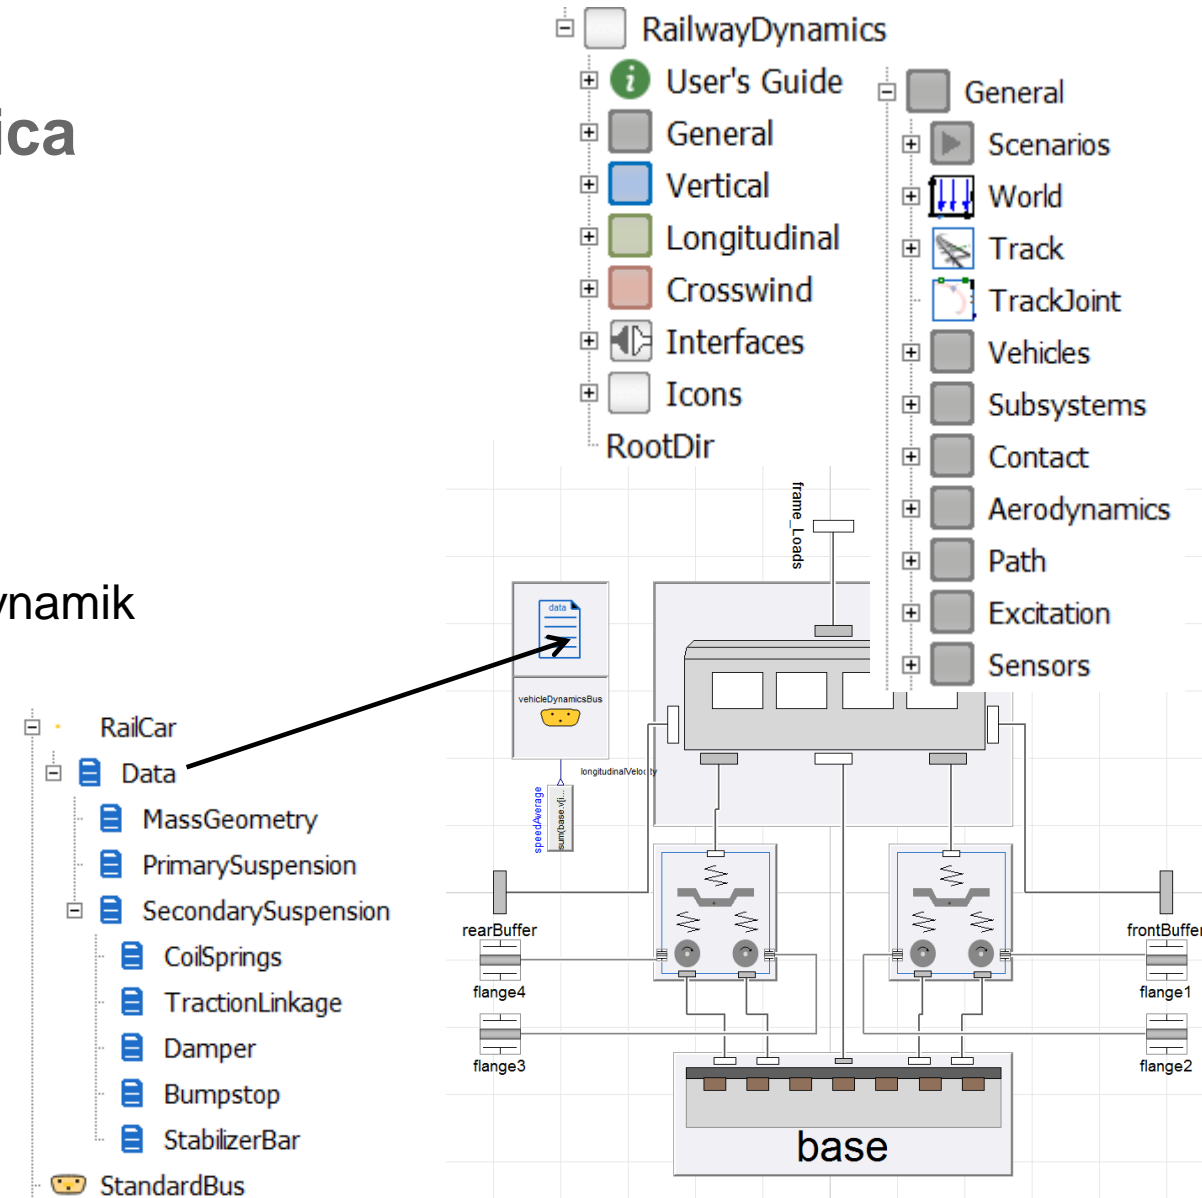 ica
ynamik
RailwayDynamics
User's Guide
General
Vertical
Longitudinal
Crosswind
Interfaces
Icons
RootDir
General
Scenarios
World
Track
TrackJoint
Vehicles
Subsystems
Contact
Aerodynamics
Path
Excitation
Sensors
RailCar
Data
MassGeometry
PrimarySuspension
SecondarySuspension
CoilSprings
TractionLinkage
Damper
Bumpstop
StabilizerBar
StandardBus
frame_Loads
data
vehicleDynamicsBus
longitudinalVelocity
speedAverage
sum(base.v[i...
rearBuffer
flange4
flange3
frontBuffer
flange1
flange2
base